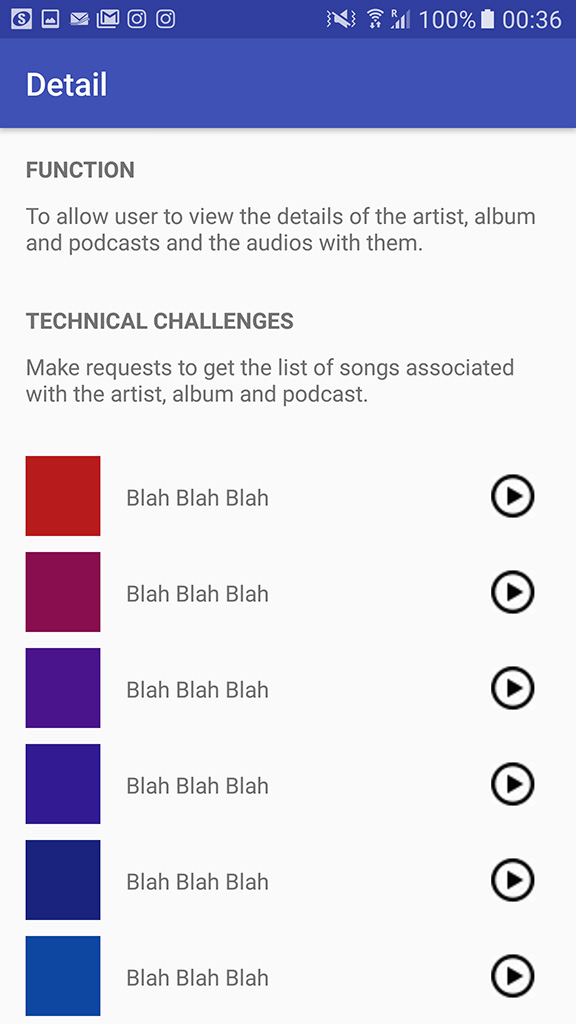 100% 00:36
Detail
FUNCTION
To allow user to view the details of the artist, album
and podcasts and the audios with them.
TECHNICAL CHALLENGES
Make requests to get the list of songs associated
with the artist, album and podcast.
Blah Blah Blah
Blah Blah Blah
Blah Blah Blah
Blah Blah Blah
Blah Blah Blah
Blah Blah Blah